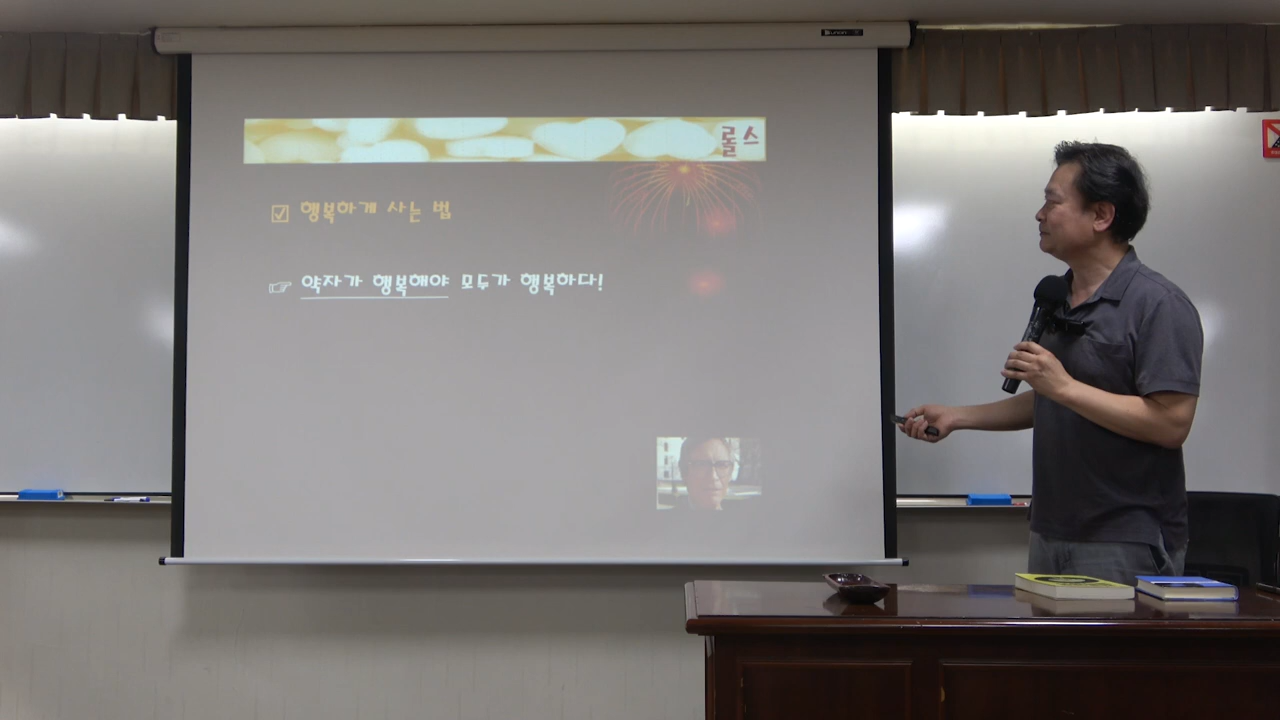 롤스
☑ 행복하게 사는 법
☞ 약자가 행복해야 모두가 행복하다!